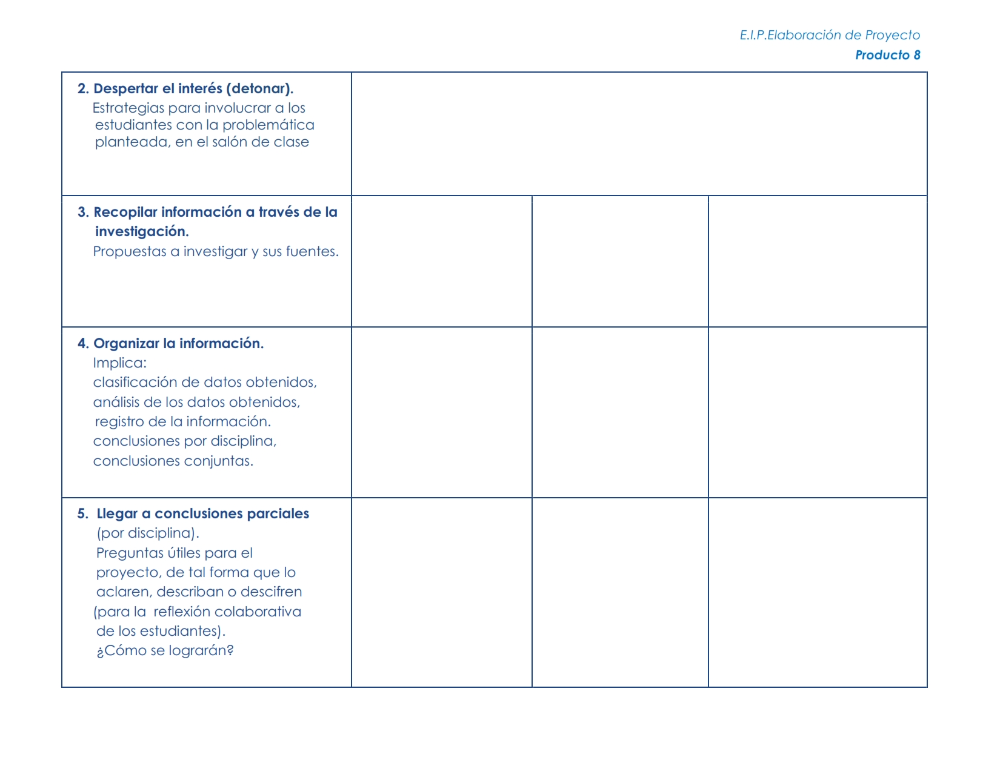 E.I.P.Elaboración de Proyecto
Producto 8
2. Despertar el interés (detonar).
Estrategias para involucrar a los
estudiantes con la problemática
planteada, en el salón de clase
3. Recopilar información a través de la
investigación.
Propuestas a investigar y sus fuentes.
4. Organizar la información.
Implica:
clasificación de datos obtenidos,
análisis de los datos obtenidos,
registro de la información.
conclusiones por disciplina,
conclusiones conjuntas.
5. Llegar a conclusiones parciales
(por disciplina).
Preguntas útiles para el
proyecto, de tal forma que lo
aclaren, describan o descifren
(para la reflexión colaborativa
de los estudiantes).
¿Cómo se lograrán?